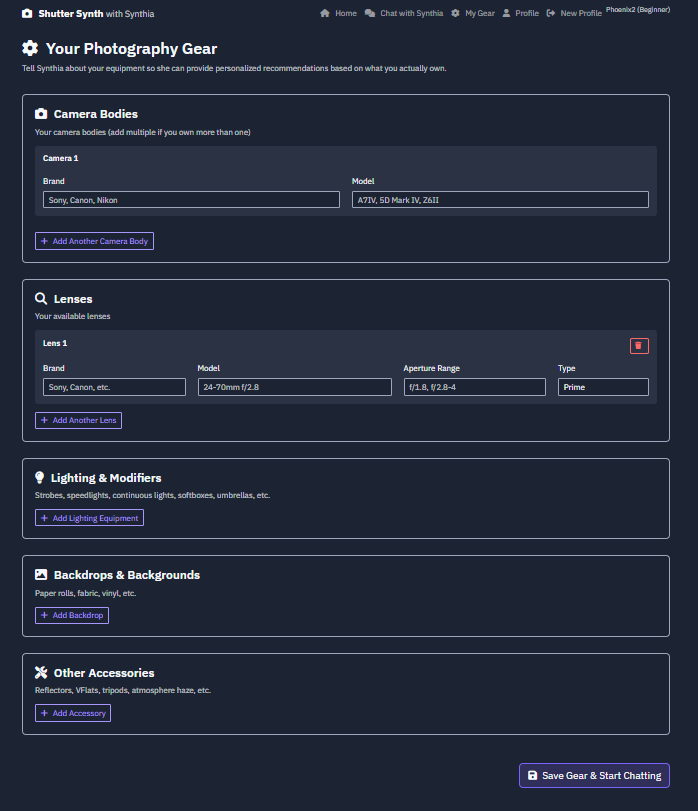 Shutter Synth with Synthia
Home Chat with Synthia My Gear Profile New Profile Phoenix2 (Beginner)
Your Photography Gear
Tell Synthia about your equipment so she can provide personalized recommendations based on what you actually own.
Camera Bodies
Your camera bodies (add multiple if you own more than one)
Camera 1
Brand Model
Sony, Canon, Nikon A7IV, 5D Mark IV, Z6II
+ Add Another Camera Body
Lenses
Your available lenses
Lens 1
Brand Model Aperture Range Type
Sony, Canon, etc. 24-70mm f/2.8 f/1.8, f/2.8-4 Prime
+ Add Another Lens
Lighting & Modifiers
Strobes, speedlights, continuous lights, softboxes, umbrellas, etc.
+ Add Lighting Equipment
Backdrops & Backgrounds
Paper rolls, fabric, vinyl, etc.
+ Add Backdrop
Other Accessories
Reflectors, VFlats, tripods, atmosphere haze, etc.
+ Add Accessory
Save Gear & Start Chatting